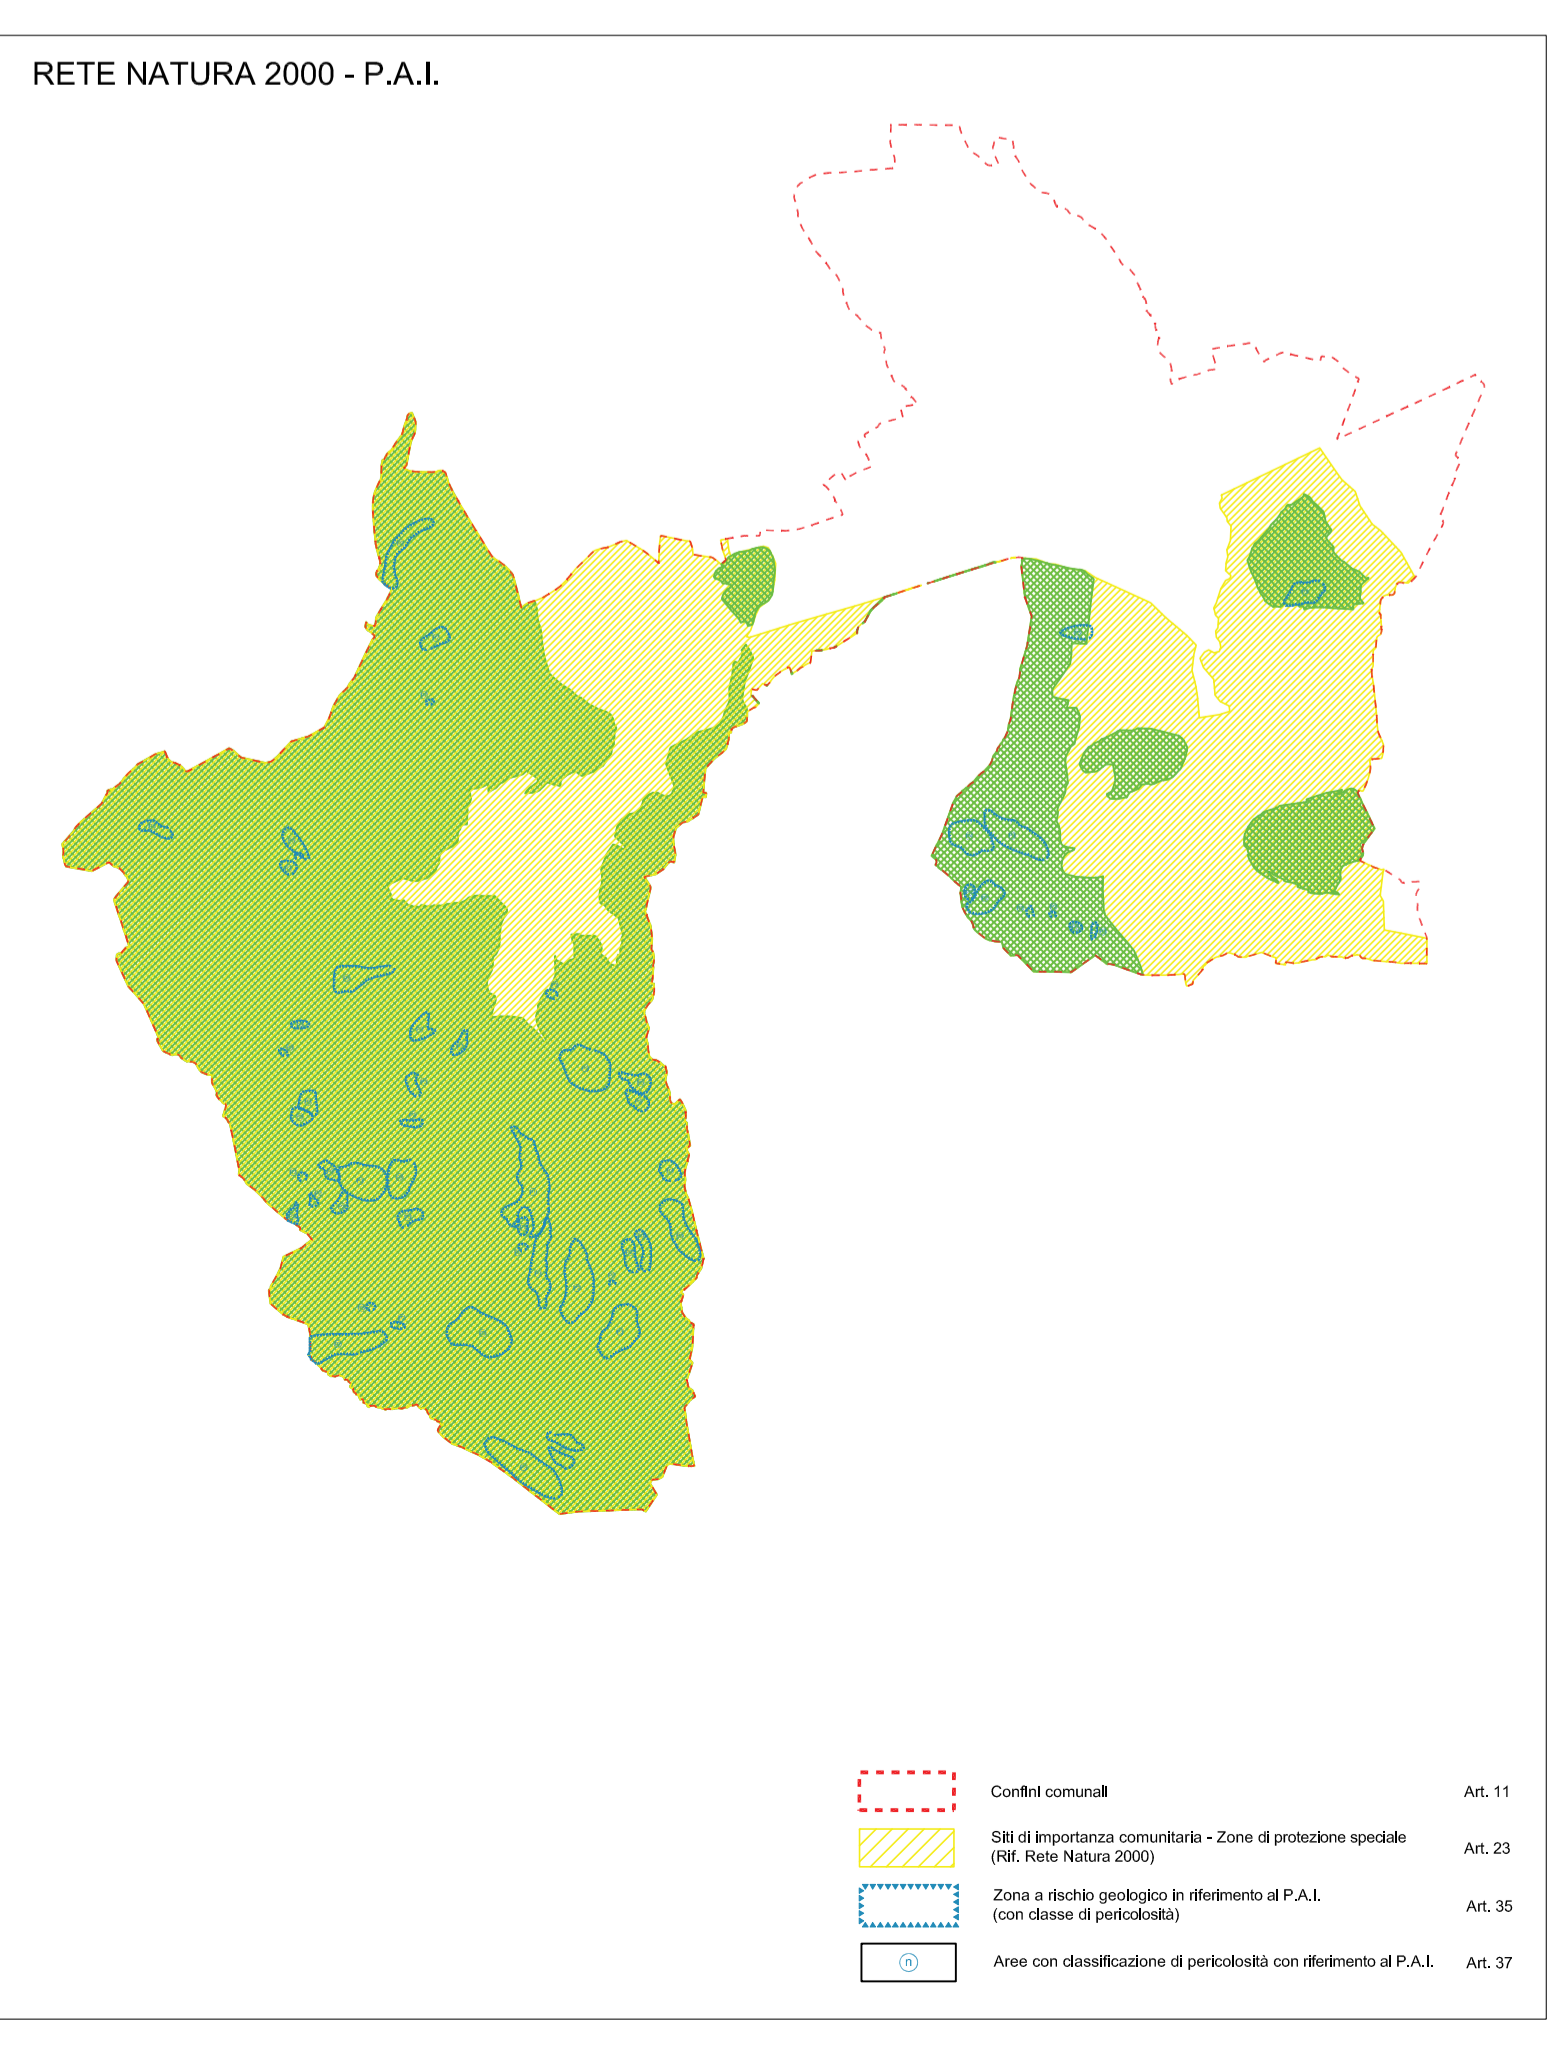 RETE NATURA 2000 - P.A.I.
Confini comunali Art. 11
Siti di importanza comunitaria - Zone di protezione speciale
(Rif. Rete Natura 2000) Art. 23
Zona a rischio geologico in riferimento al P.A.I.
(con classe di pericolosità) Art. 35
n Aree con classificazione di pericolosità con riferimento al P.A.I. Art. 37